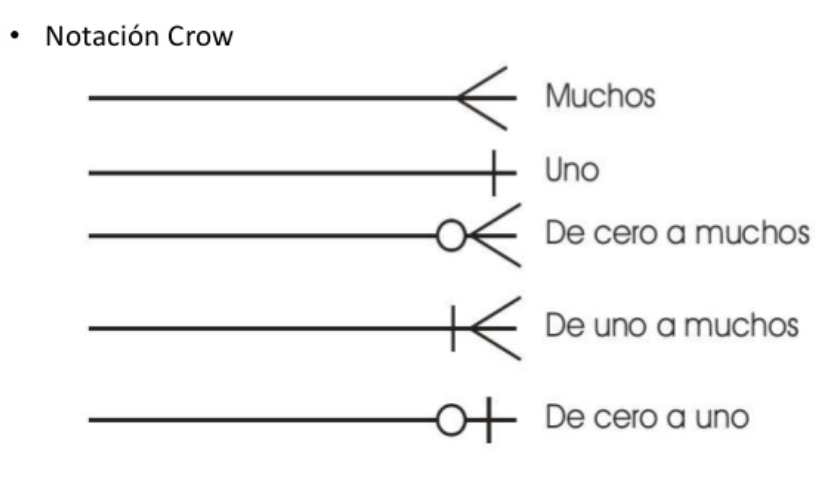 • Notación Crow
Muchos
Uno
De cero a muchos
De uno a muchos
De cero a uno